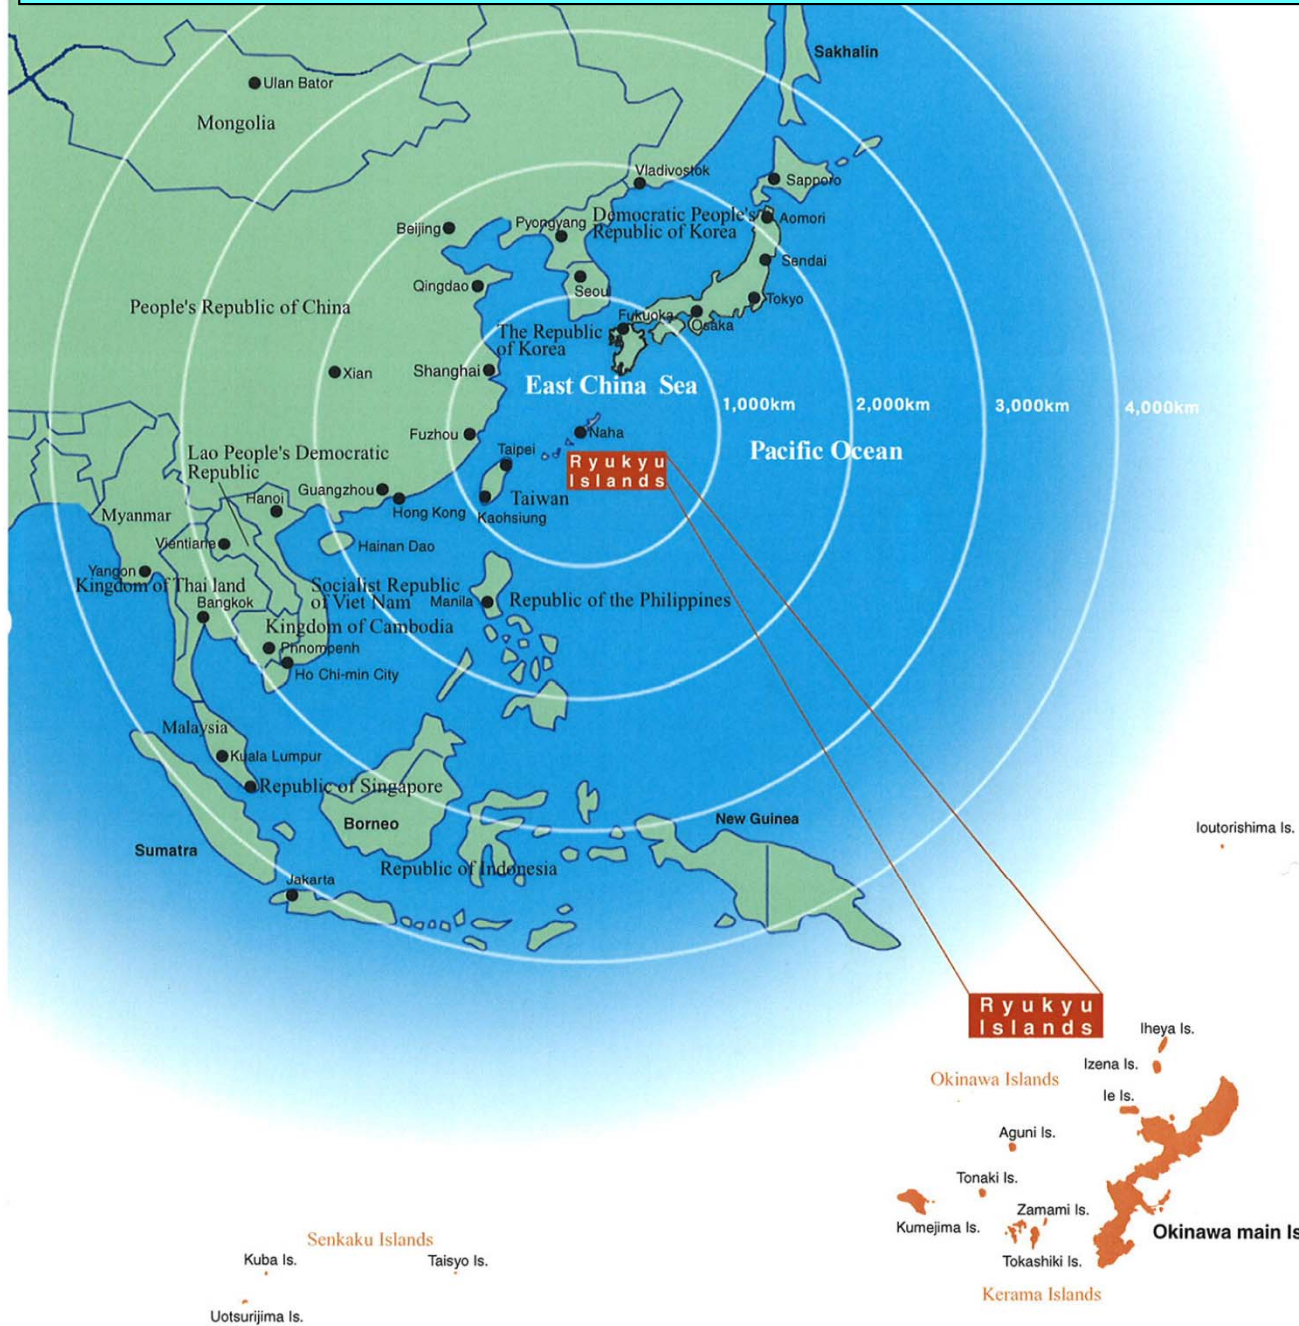 Sakhalin
Ulan Bator
Mongolia
Vladivostok
Sapporo
Beijing
Pyongyang
Democratic People's
Republic of Korea
Aomori
Sendai
Qingdao
Seoul
Tokyo
People's Republic of China
Fukuoka
Osaka
The Republic
of Korea
Xian
Shanghai
East China Sea
1,000km
2,000km
3,000km
4,000km
Fuzhou
Naha
Pacific Ocean
Taipei
Lao People's Democratic
Republic
Ryukyu
Islands
Guangzhou
Hanoi
Taiwan
Hong Kong
Kaohsiung
Myanmar
Vientiane
Hainan Dao
Yangon
Kingdom of Thai land
Socialist Republic
of Viet Nam
Manila
Republic of the Philippines
Bangkok
Kingdom of Cambodia
Phnompenh
Ho Chi-min City
Malaysia
Kuala Lumpur
Republic of Singapore
Borneo
New Guinea
Ioutorishima Is.
Sumatra
Republic of Indonesia
Jakarta
Ryukyu
Islands
Iheya Is.
Izena Is.
Okinawa Islands
Ie Is.
Aguni Is.
Tonaki Is.
Zamami Is.
Kumejima Is.
Okinawa main Is
Tokashiki Is.
Kerama Islands
Senkaku Islands
Kuba Is.
Taisyo Is.
Uotsurijima Is.